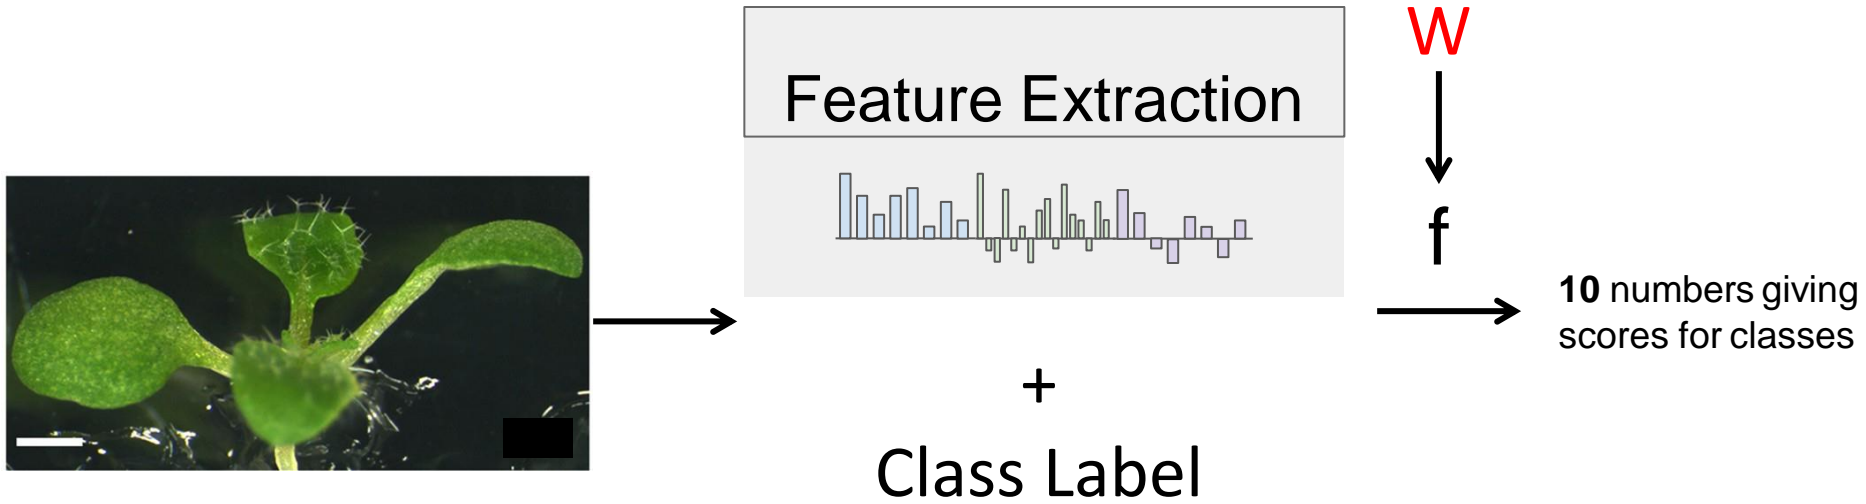 Feature Extraction
W
f
10 numbers giving
scores for classes
+
Class Label